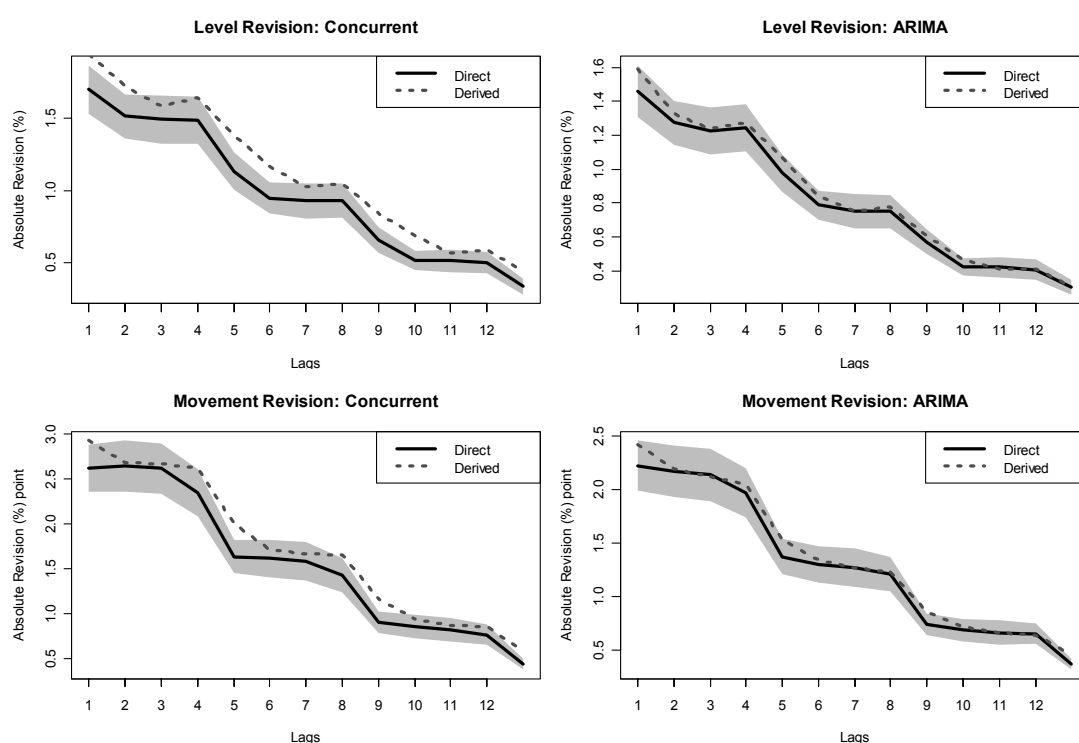 Level Revision: Concurrent
Absolute Revision (%)
1.5
1.0
0.5
Direct
Derived
1 2 3 4 5 6 7 8 9 10 11 12
Lags
Level Revision: ARIMA
Absolute Revision (%)
1.6
1.4
1.2
1.0
0.8
0.6
0.4
Direct
Derived
1 2 3 4 5 6 7 8 9 10 11 12
Lags
Movement Revision: Concurrent
Absolute Revision (%) point
3.0
2.5
2.0
1.5
1.0
0.5
Direct
Derived
1 2 3 4 5 6 7 8 9 10 11 12
Lags
Movement Revision: ARIMA
Absolute Revision (%) point
2.5
2.0
1.5
1.0
0.5
Direct
Derived
1 2 3 4 5 6 7 8 9 10 11 12
Lags